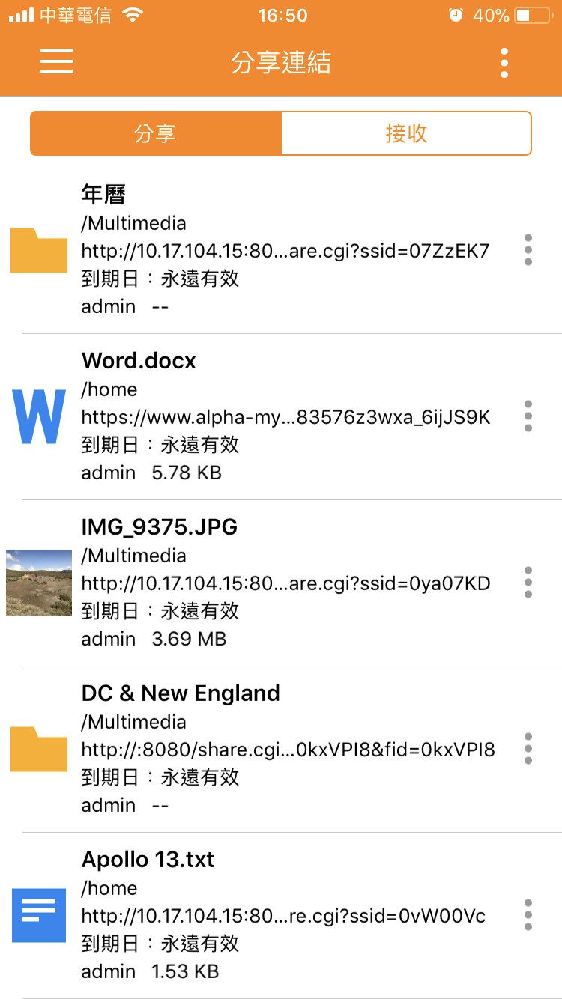 中華電信 16:50 40%
分享連結
分享 接收
年曆
/Multimedia
http://10.17.104.15:80...are.cgi?ssid=07ZzEK7
到期日：永遠有效
admin --
Word.docx
/home
https://www.alpha-my...83576z3wxa_6ijJS9K
到期日：永遠有效
admin 5.78 KB
IMG_9375.JPG
/Multimedia
http://10.17.104.15:80...are.cgi?ssid=0ya07KD
到期日：永遠有效
admin 3.69 MB
DC & New England
/Multimedia
http://:8080/share.cgi...0kxVPI8&fid=0kxVPI8
到期日：永遠有效
admin --
Apollo 13.txt
/home
http://10.17.104.15:80...re.cgi?ssid=0vW00Vc
到期日：永遠有效
admin 1.53 KB